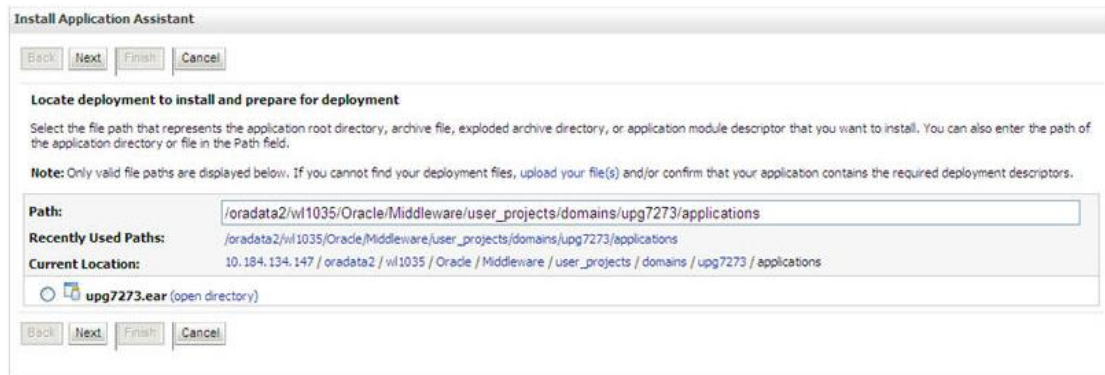 Install Application Assistant
Back Next Finish Cancel
Locate deployment to install and prepare for deployment
Select the file path that represents the application root directory, archive file, exploded archive directory, or application module descriptor that you want to install. You can also enter the path of
the application directory or file in the Path field.
Note: Only valid file paths are displayed below. If you cannot find your deployment files, upload your file(s) and/or confirm that your application contains the required deployment descriptors.
Path: /oradata2/wl1035/Oracle/Middleware/user_projects/domains/upg7273/applications
Recently Used Paths: /oradata2/wl1035/Oracle/Middleware/user_projects/domains/upg7273/applications
Current Location: 10.184.134.147 / oradata2 / wl1035 / Oracle / Middleware / user_projects / domains / upg7273 / applications
upg7273.ear (open directory)
Back Next Finish Cancel